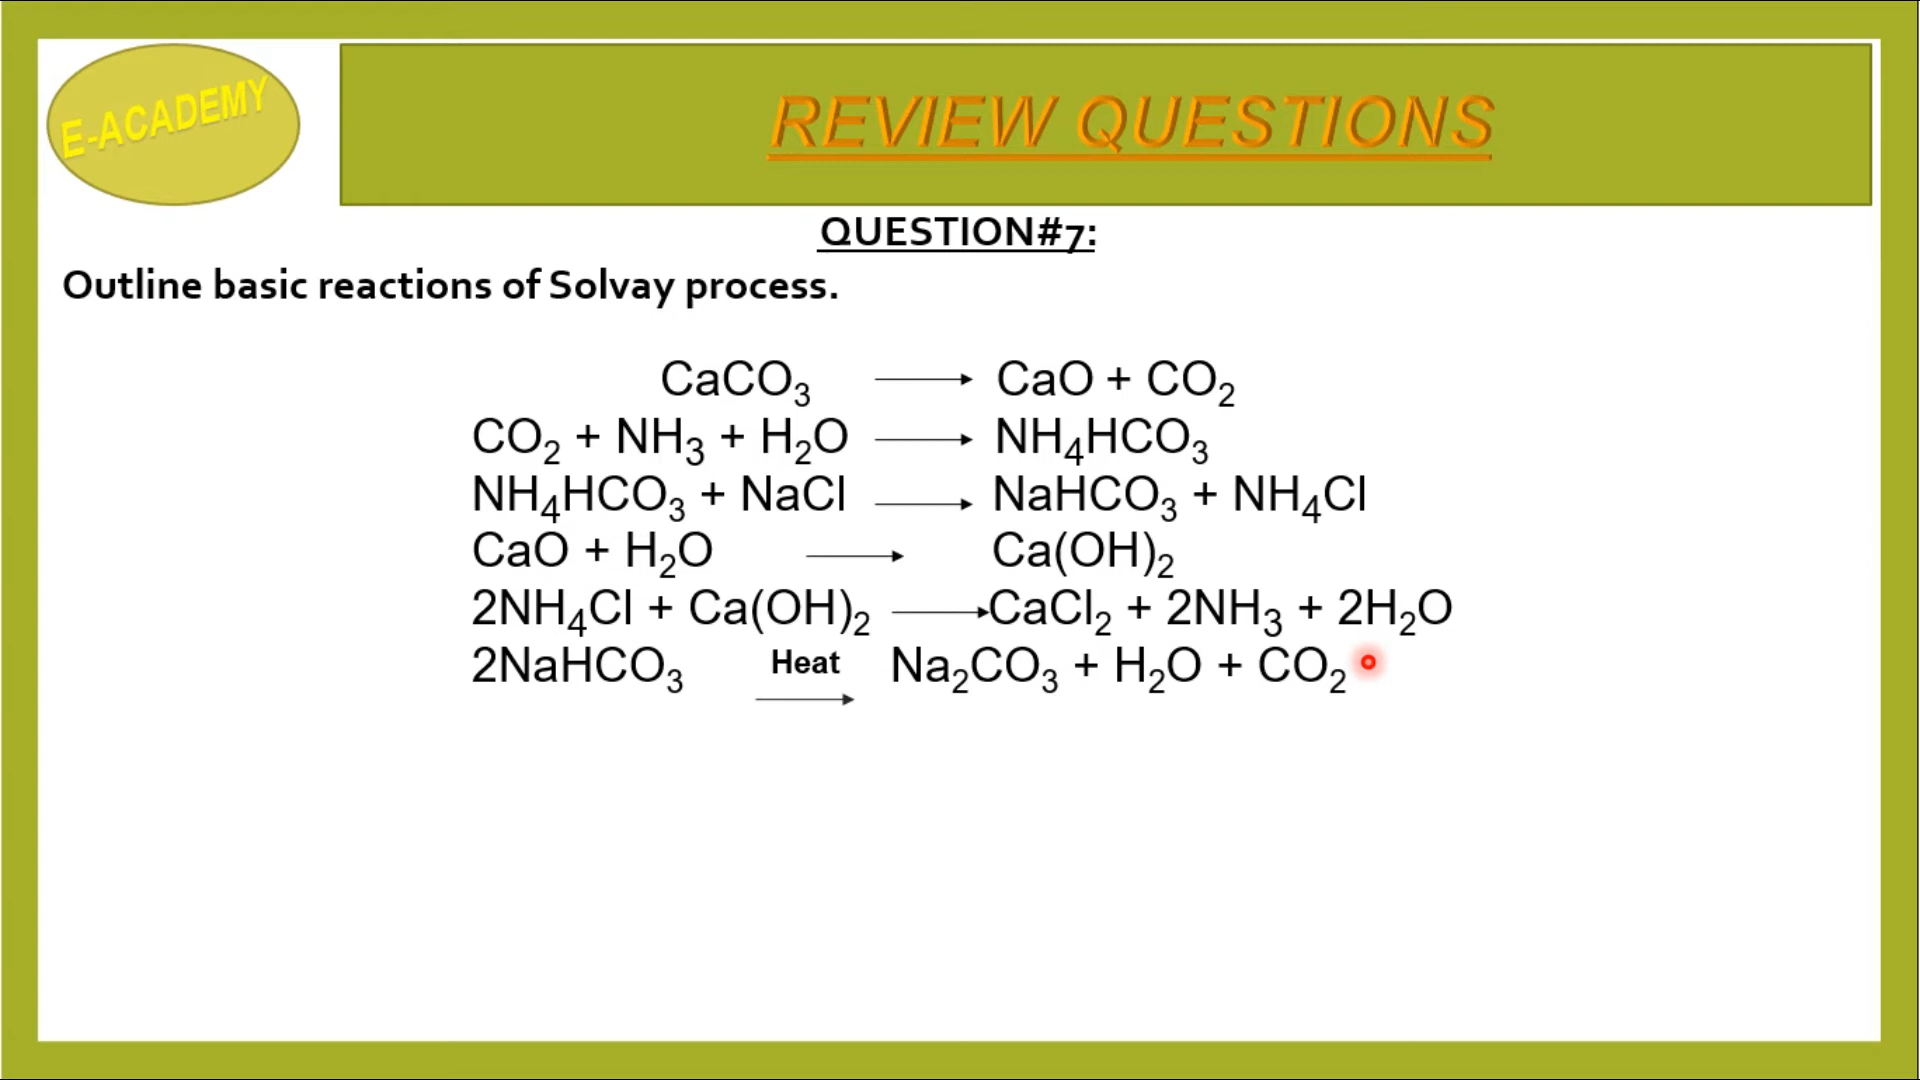 E-ACADEMY
REVIEW QUESTIONS
QUESTION#7:
Outline basic reactions of Solvay process.
CaCO₃ ⟶ CaO + CO₂
CO₂ + NH₃ + H₂O ⟶ NH₄HCO₃
NH₄HCO₃ + NaCl ⟶ NaHCO₃ + NH₄Cl
CaO + H₂O ⟶ Ca(OH)₂
2NH₄Cl + Ca(OH)₂ ⟶ CaCl₂ + 2NH₃ + 2H₂O
2NaHCO₃ Heat ⟶ Na₂CO₃ + H₂O + CO₂